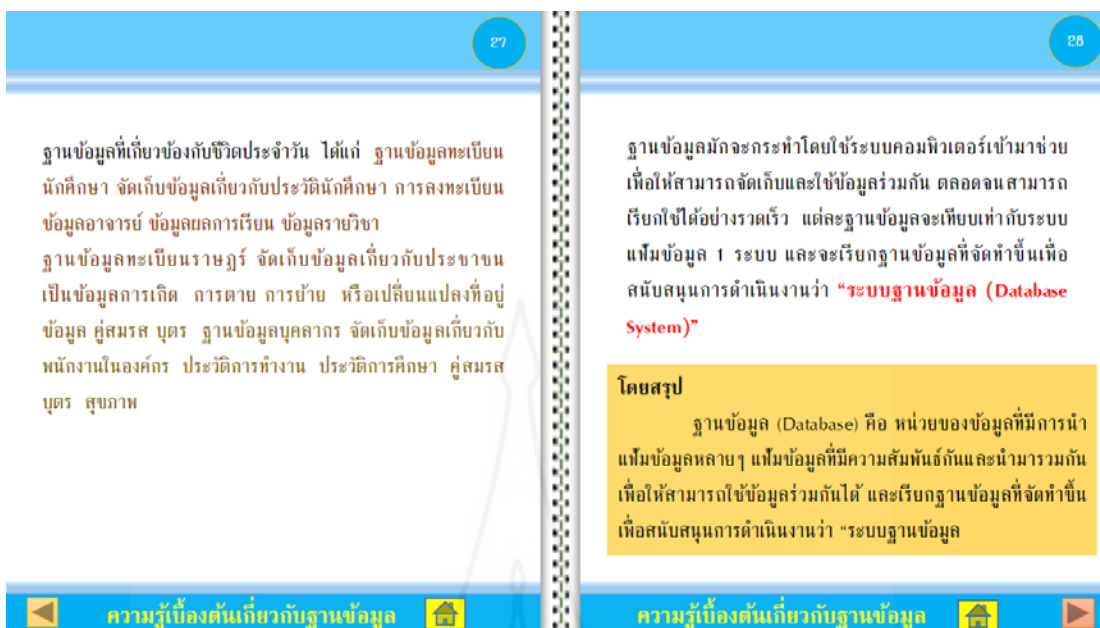 27
ฐานข้อมูลที่เกี่ยวข้องกับชีวิตประจำวัน ได้แก่ ฐานข้อมูลทะเบียน
นักศึกษา จัดเก็บข้อมูลเกี่ยวกับประวัตินักศึกษา การลงทะเบียน
ข้อมูลอาจารย์ ข้อมูลผลการเรียน ข้อมูลรายวิชา
ฐานข้อมูลทะเบียนราษฎร์ จัดเก็บข้อมูลเกี่ยวกับประชาชน
เป็นข้อมูลการเกิด การตาย การย้าย หรือเปลี่ยนแปลงที่อยู่
ข้อมูล คู่สมรส บุตร ฐานข้อมูลบุคลากร จัดเก็บข้อมูลเกี่ยวกับ
พนักงานในองค์กร ประวัติการทำงาน ประวัติการศึกษา คู่สมรส
บุตร สุขภาพ
ความรู้เบื้องต้นเกี่ยวกับฐานข้อมูล
28
ฐานข้อมูลมักจะกระทำโดยใช้ระบบคอมพิวเตอร์เข้ามาช่วย
เพื่อให้สามารถจัดเก็บและใช้ข้อมูลร่วมกัน ตลอดจนสามารถ
เรียกใช้ได้อย่างรวดเร็ว แต่ละฐานข้อมูลจะเทียบเท่ากับระบบ
แฟ้มข้อมูล 1 ระบบ และจะเรียกฐานข้อมูลที่จัดทำขึ้นเพื่อ
สนับสนุนการดำเนินงานว่า “ระบบฐานข้อมูล (Database
System)”
โดยสรุป
ฐานข้อมูล (Database) คือ หน่วยของข้อมูลที่มีการนำ
แฟ้มข้อมูลหลายๆ แฟ้มข้อมูลที่มีความสัมพันธ์กันและนำมารวมกัน
เพื่อให้สามารถใช้ข้อมูลร่วมกันได้ และเรียกฐานข้อมูลที่จัดทำขึ้น
เพื่อสนับสนุนการดำเนินงานว่า “ระบบฐานข้อมูล
ความรู้เบื้องต้นเกี่ยวกับฐานข้อมูล